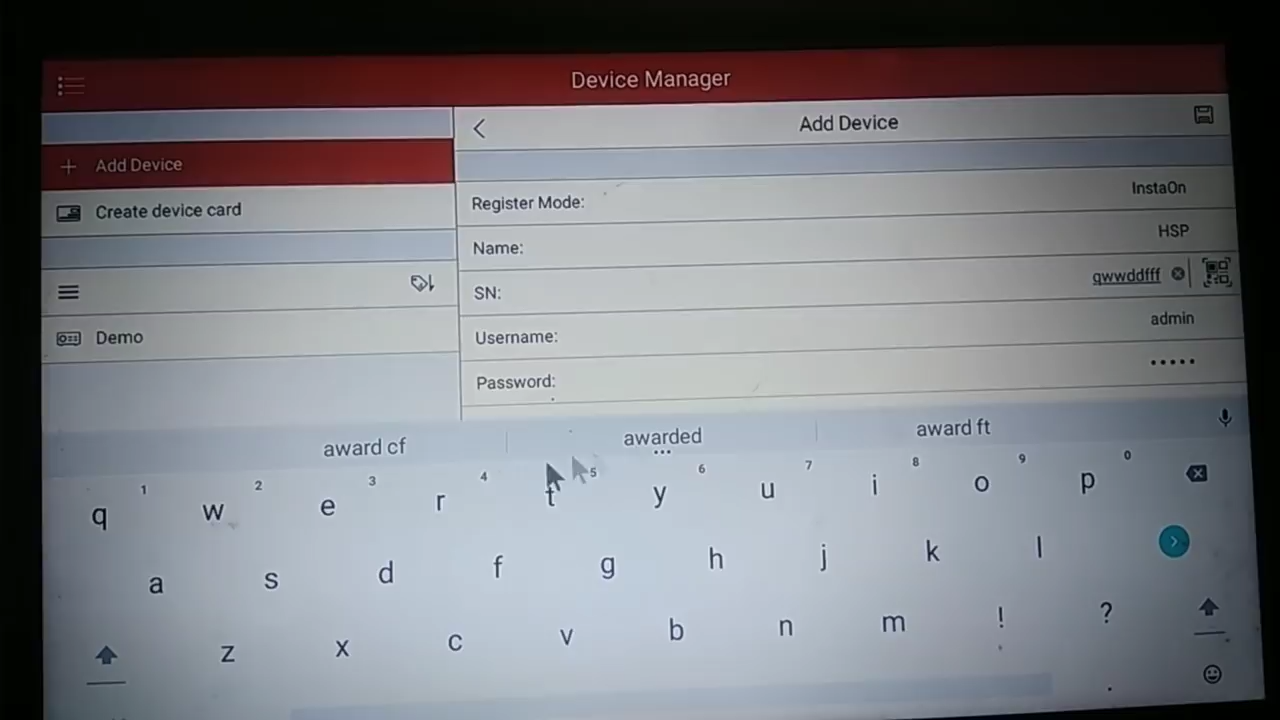 Device Manager
Add Device
Add Device
Create device card
Demo
Register Mode: InstaOn
Name: HSP
SN: qwwddfff
Username: admin
Password: •••••
award cf awarded award ft
1 2 3 4 5 6 7 8 9 0
q w e r t y u i o p
a s d f g h j k l
z x c v b n m ! ?
.